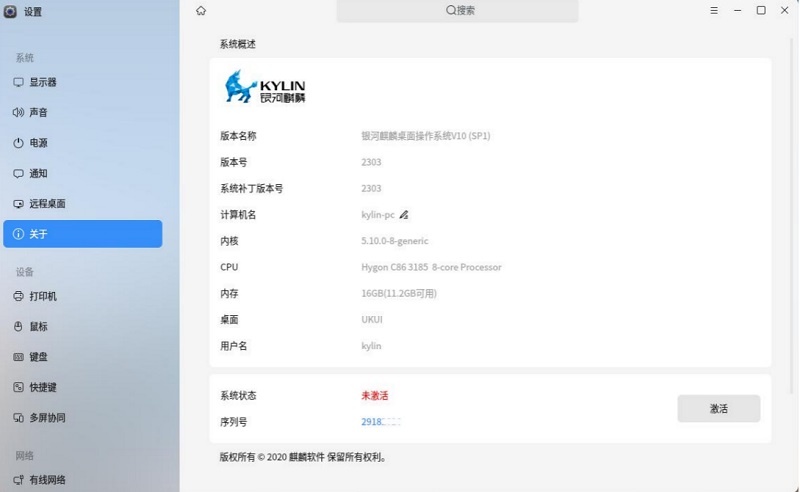 设置
搜索
系统
显示器
声音
电源
通知
远程桌面
关于
设备
打印机
鼠标
键盘
快捷键
多屏协同
网络
有线网络
系统概述
KYLIN
银河麒麟
版本名称 银河麒麟桌面操作系统V10 (SP1)
版本号 2303
系统补丁版本号 2303
计算机名 kylin-pc
内核 5.10.0-8-generic
CPU Hygon C86 3185 8-core Processor
内存 16GB(11.2GB可用)
桌面 UKUI
用户名 kylin
系统状态 未激活
激活
序列号 2918
版权所有 © 2020 麒麟软件 保留所有权利。